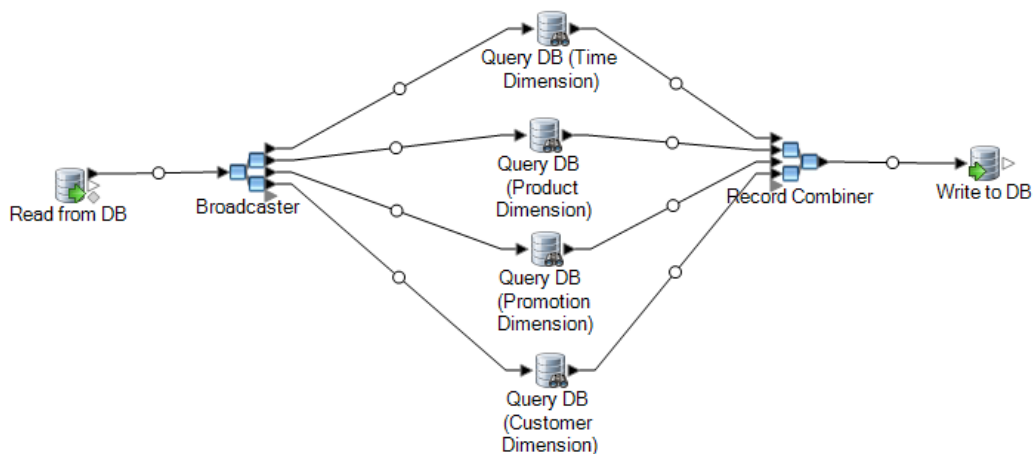 Query DB (Time
Dimension)
Query DB
(Product
Dimension)
Read from DB
Broadcaster
Record Combiner
Write to DB
Query DB
(Promotion
Dimension)
Query DB
(Customer
Dimension)